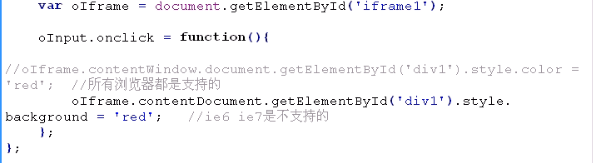 var oIframe = document.getElementById('iframe1');
oInput.onclick = function(){
//oIframe.contentWindow.document.getElementById('div1').style.color =
'red';  //所有浏览器都是支持的
oIframe.contentDocument.getElementById('div1').style.
background = 'red';   //ie6 ie7是不支持的
};
};